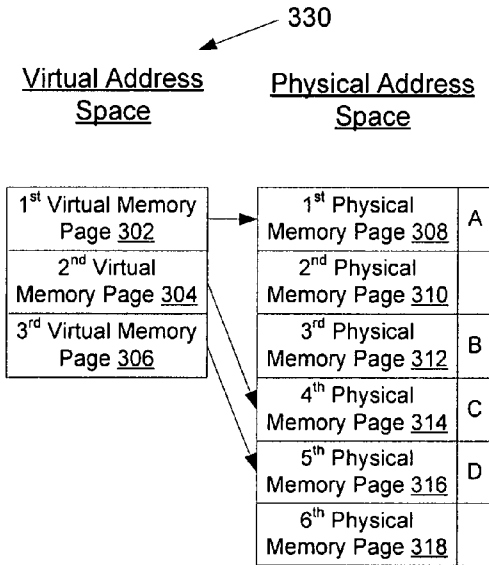 330
Virtual Address
Space
Physical Address
Space
1st Virtual Memory
Page 302
2nd Virtual
Memory Page 304
3rd Virtual Memory
Page 306
1st Physical
Memory Page 308
A
2nd Physical
Memory Page 310
3rd Physical
Memory Page 312
B
4th Physical
Memory Page 314
C
5th Physical
Memory Page 316
D
6th Physical
Memory Page 318